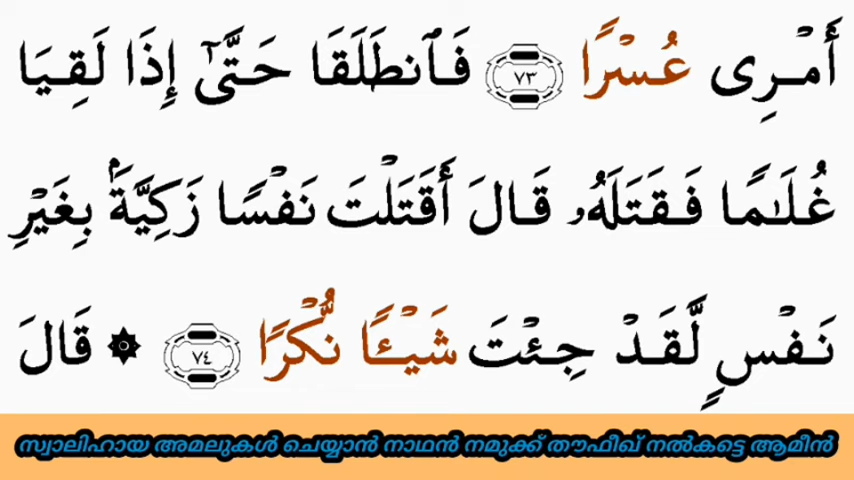 أَمْرِى عُسْرًا ٧٣ فَٱنطَلَقَا حَتَّىٰٓ إِذَا لَقِيَا
غُلَـٰمًا فَقَتَلَهُۥ قَالَ أَقَتَلْتَ نَفْسًا زَكِيَّةًۢ بِغَيْرِ
نَفْسٍ لَّقَدْ جِئْتَ شَيْـًٔا نُّكْرًا ٧٤ ۞ قَالَ
സ്വാലിഹായ അമലുകൾ ചെയ്യാൻ നാഥൻ നമുക്ക് തൗഫീഖ് നൽകട്ടെ ആമീൻ